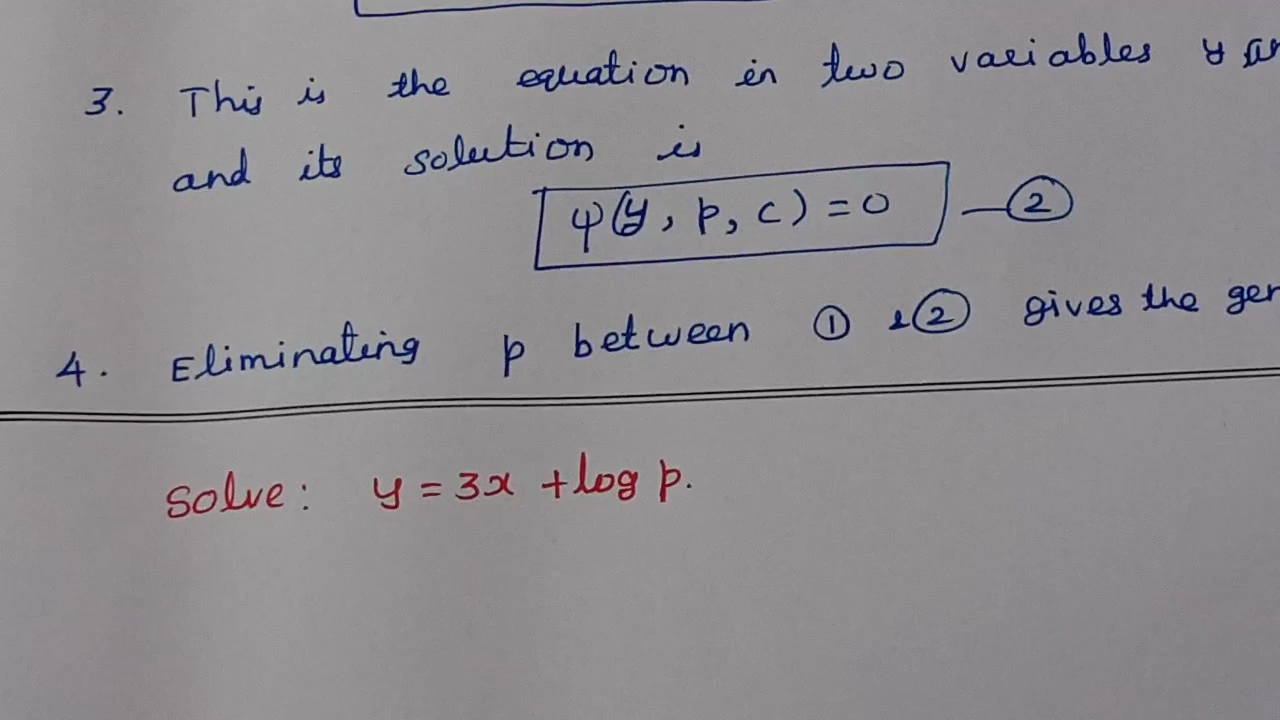 3. This is the equation in two variables y
and its solution is
ψ(y, p, c) = 0 —②
4. Eliminating p between ① & ② gives the
Solve: y = 3x + log p.